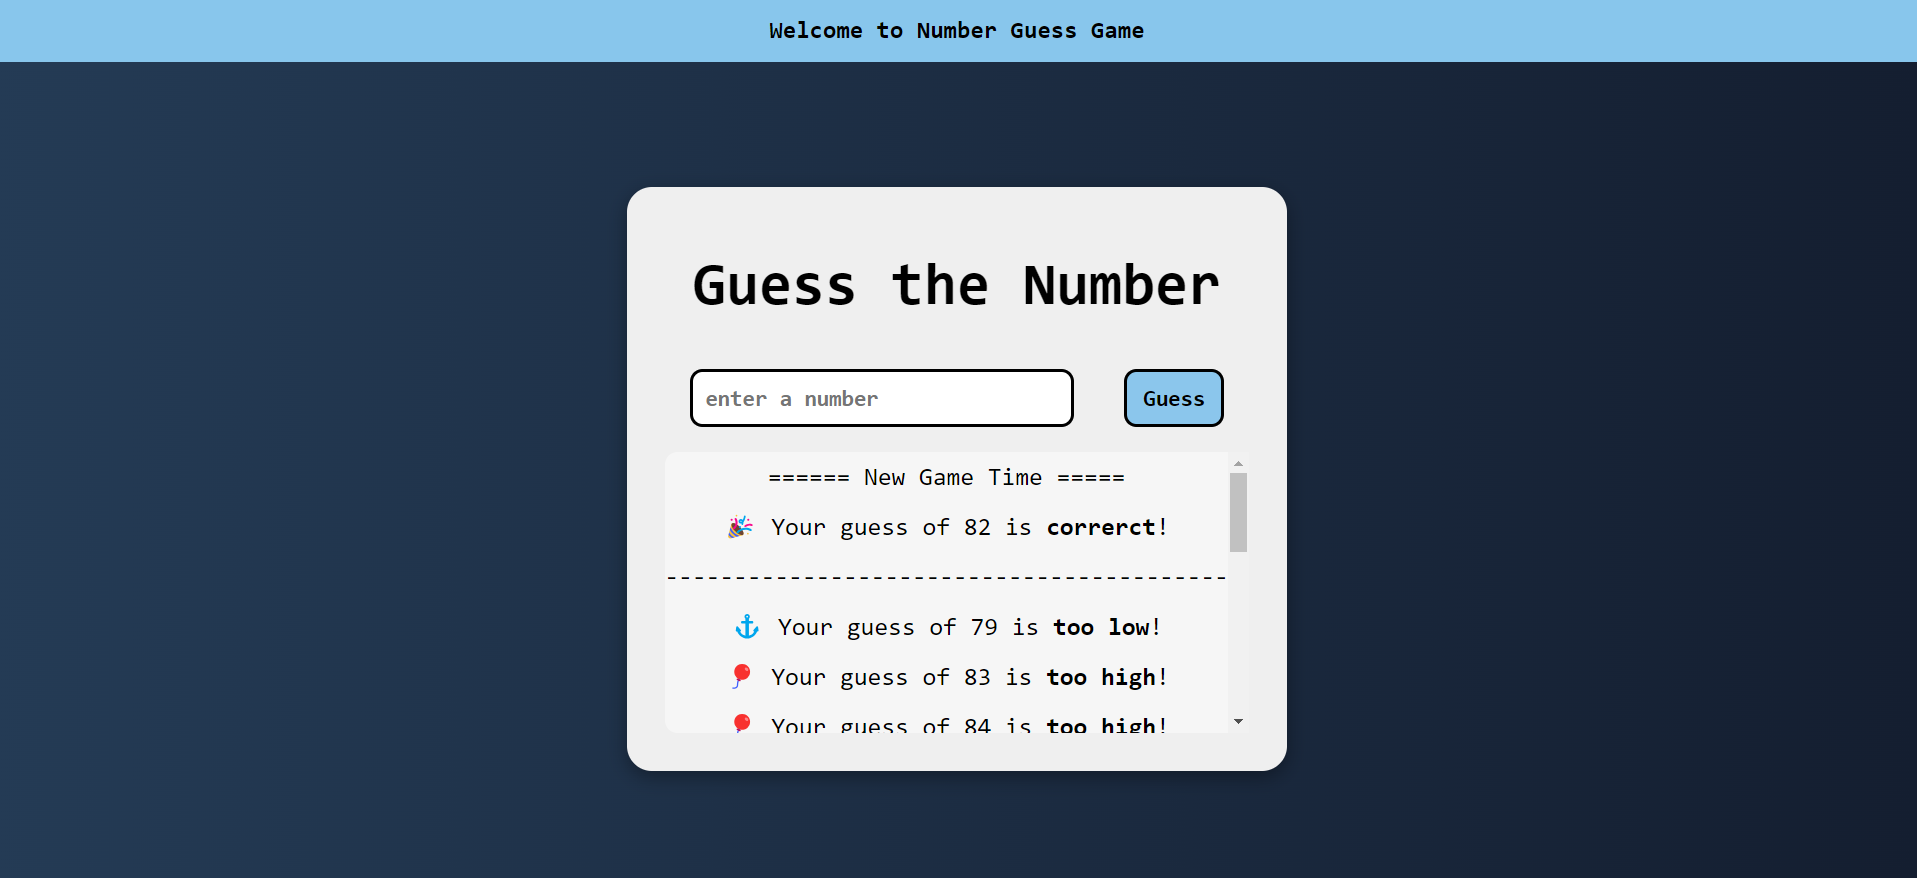 Welcome to Number Guess Game
Guess the Number
enter a number
Guess
====== New Game Time =====
🎉 Your guess of 82 is correrct!
-----------------------------------------
⚓ Your guess of 79 is too low!
🎈 Your guess of 83 is too high!
🎈 Your guess of 84 is too high!